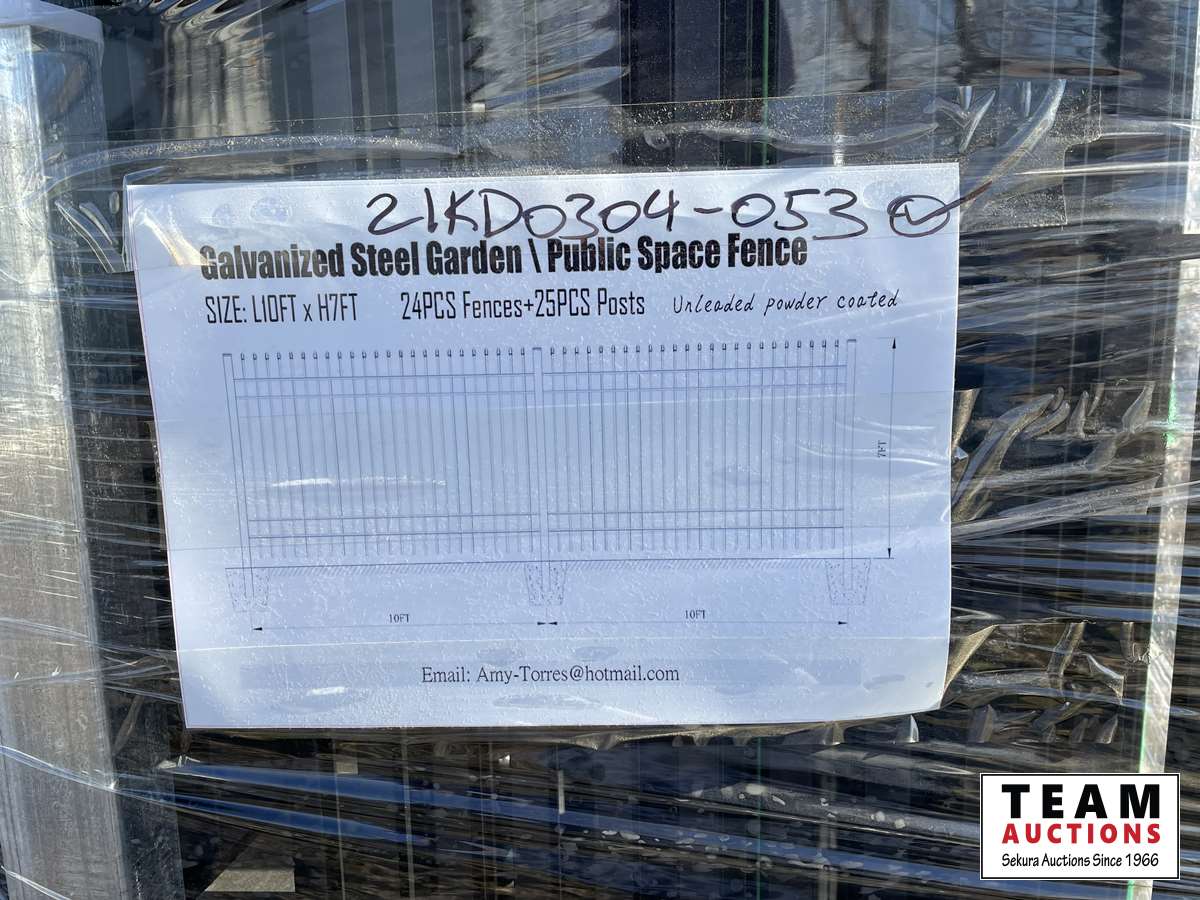 21KD0304-053
Galvanized Steel Garden \ Public Space Fence
SIZE: L10FT x H7FT 24PCS Fences+25PCS Posts Unleaded powder coated
7FT
10FT 10FT
Email: Amy-Torres@hotmail.com
TEAM
AUCTIONS
Sekura Auctions Since 1966